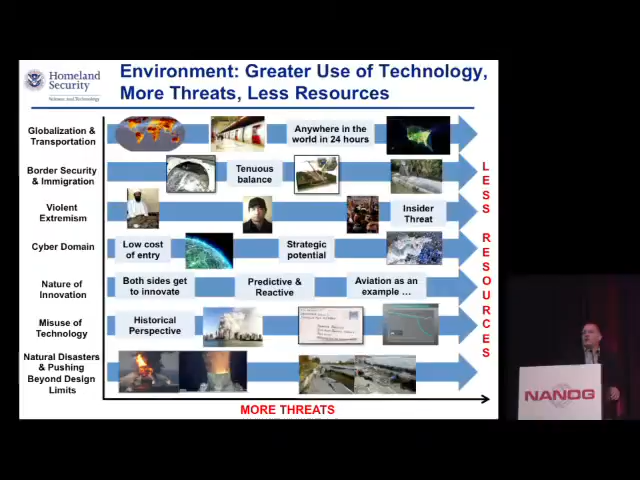 Homeland
Security
Science and Technology
Environment: Greater Use of Technology,
More Threats, Less Resources
Globalization &
Transportation
Anywhere in the
world in 24 hours
Border Security
& Immigration
Tenuous
balance
Violent
Extremism
Insider
Threat
Cyber Domain
Low cost
of entry
Strategic
potential
Nature of
Innovation
Both sides get
to innovate
Predictive &
Reactive
Aviation as an
example ...
Misuse of
Technology
Historical
Perspective
Natural Disasters
& Pushing
Beyond Design
Limits
LESS RESOURCES
MORE THREATS
NANOG